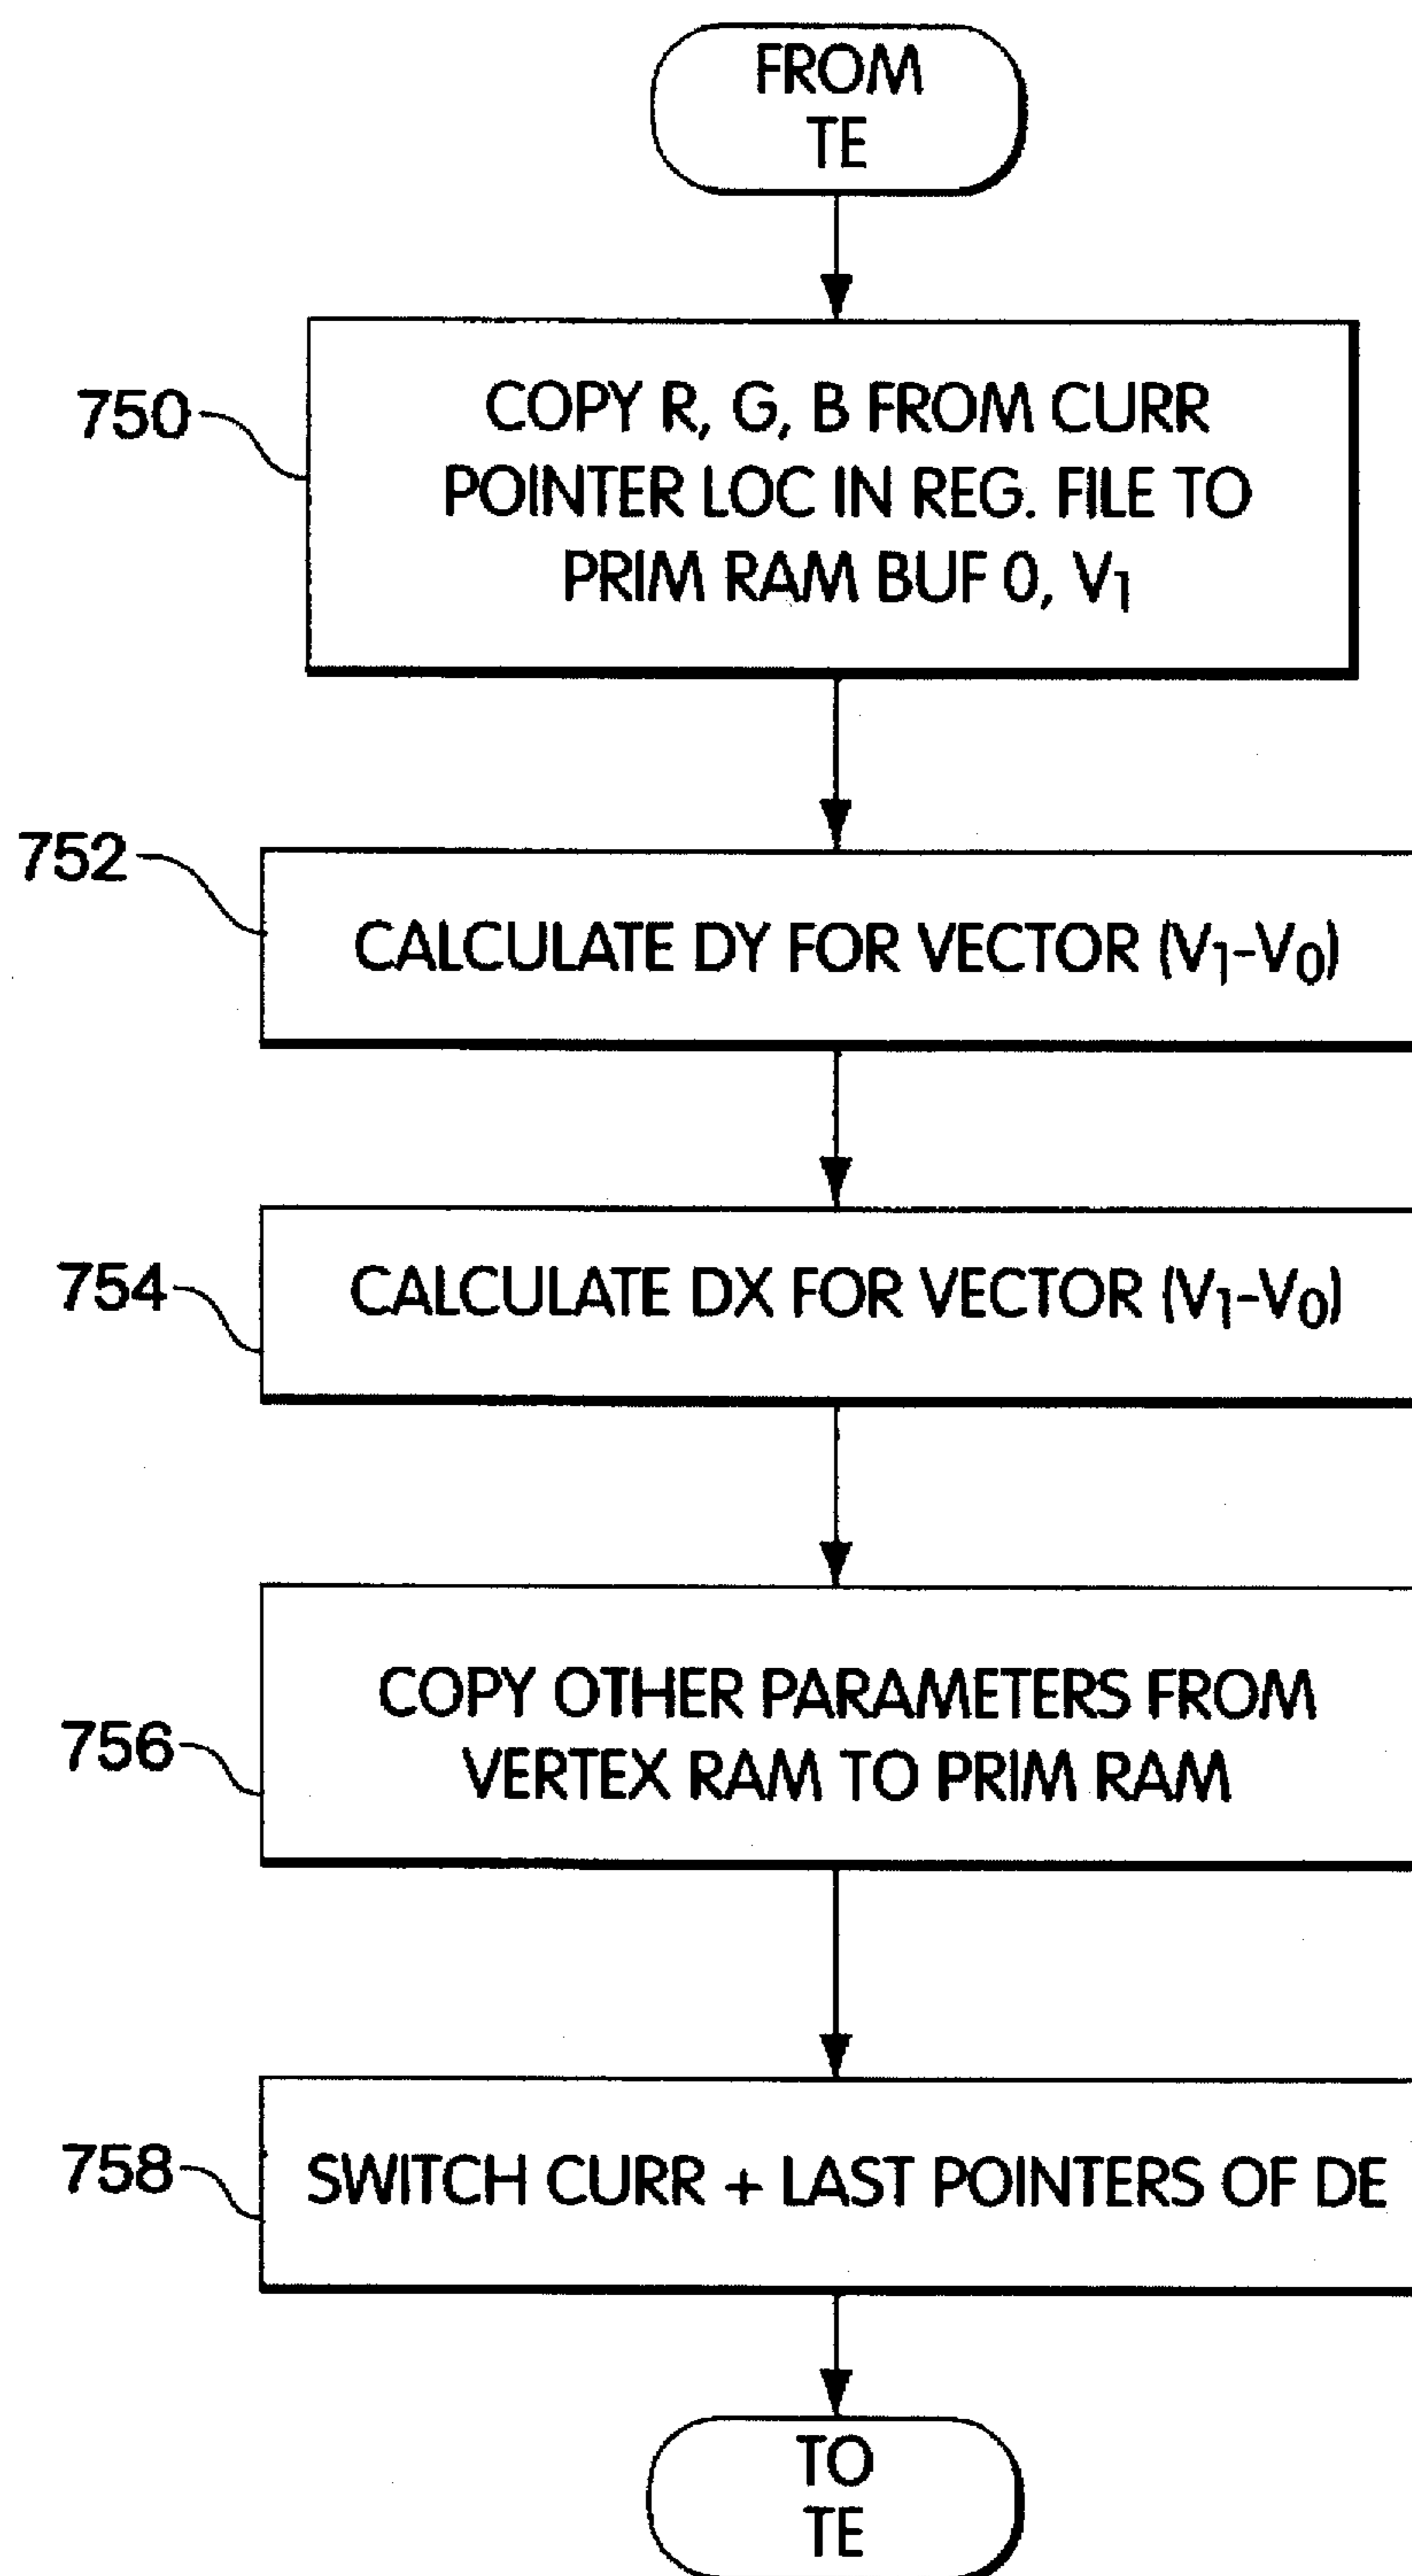 FROM
TE
750
COPY R, G, B FROM CURR
POINTER LOC IN REG. FILE TO
PRIM RAM BUF 0, V1
752
CALCULATE DY FOR VECTOR (V1-V0)
754
CALCULATE DX FOR VECTOR (V1-V0)
756
COPY OTHER PARAMETERS FROM
VERTEX RAM TO PRIM RAM
758
SWITCH CURR + LAST POINTERS OF DE
TO
TE